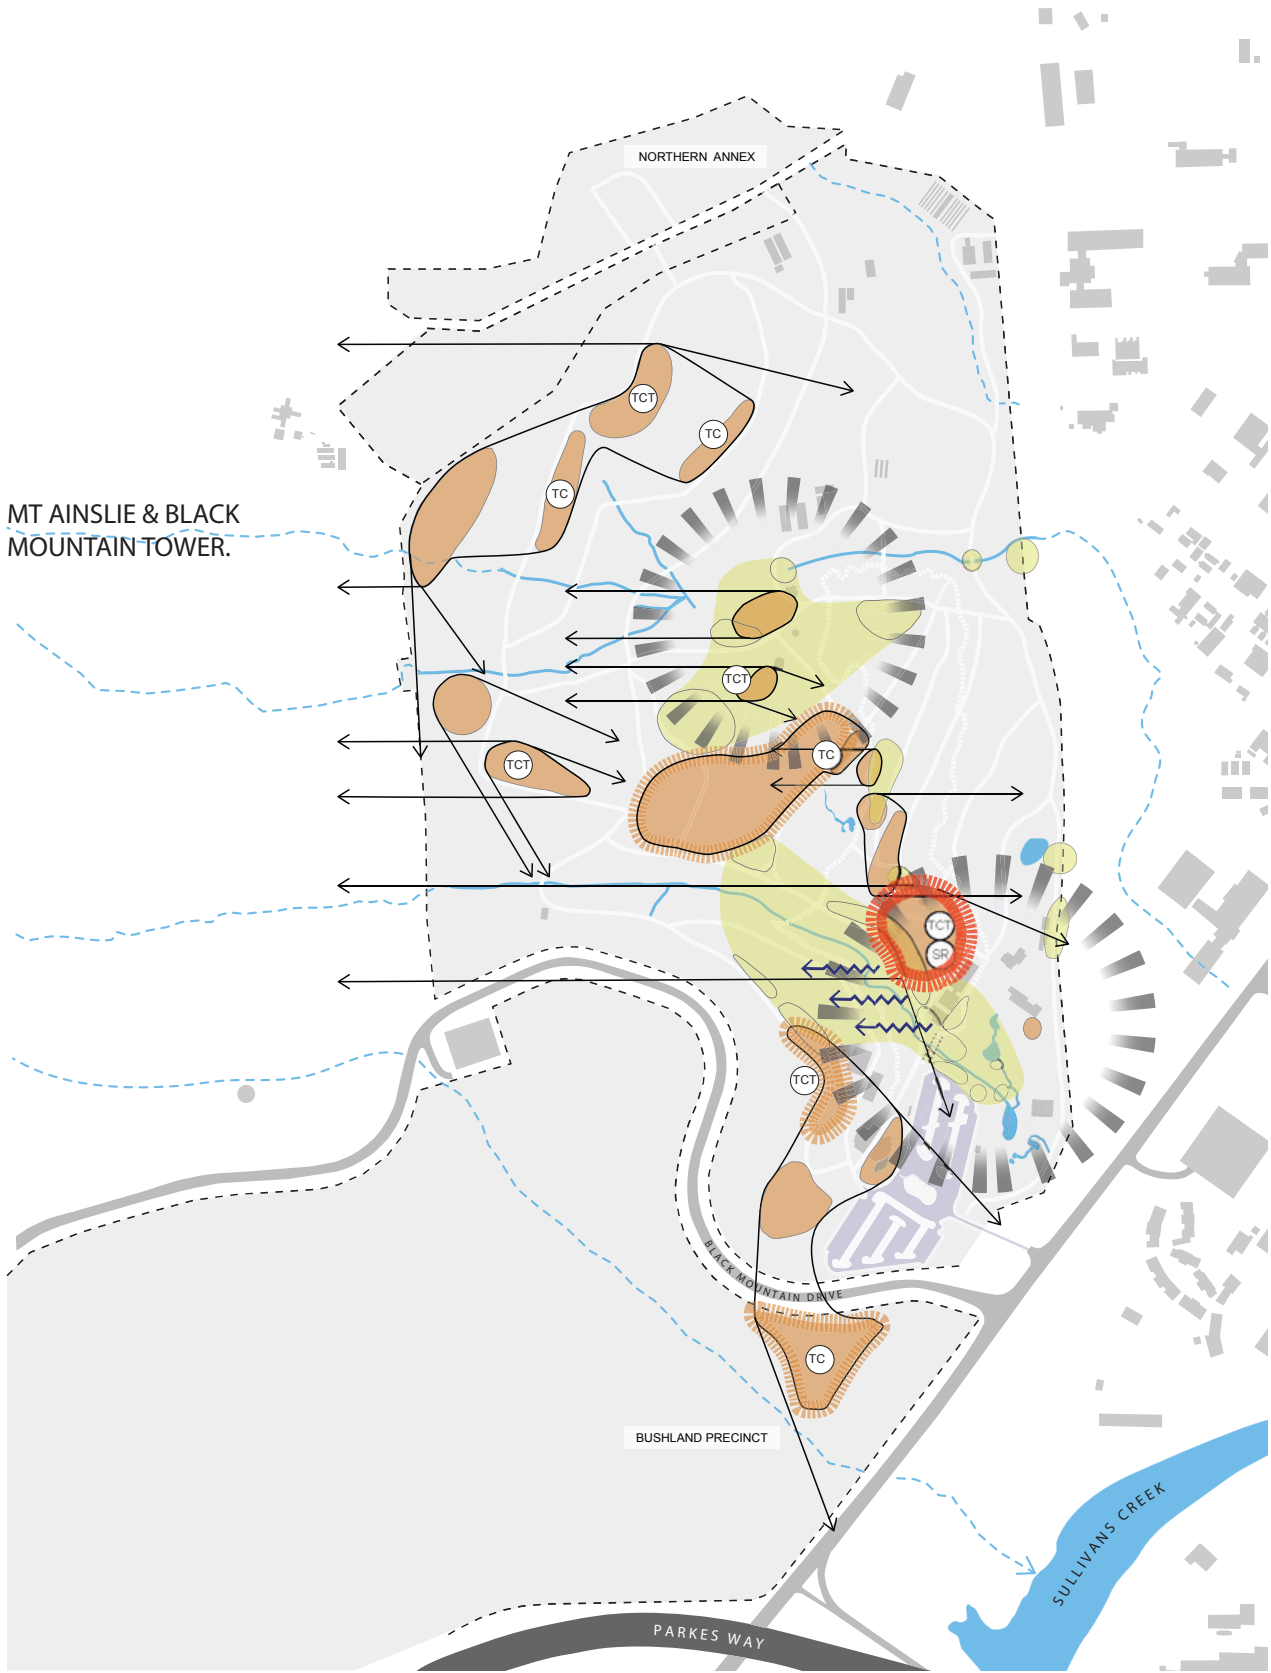 NORTHERN ANNEX
TCT
TC
TC
MT AINSLIE & BLACK
MOUNTAIN TOWER.
TCT
TC
TCT
TCT
SR
TCT
BLACK MOUNTAIN DRIVE
TC
BUSHLAND PRECINCT
SULLIVANS CREEK
PARKES WAY